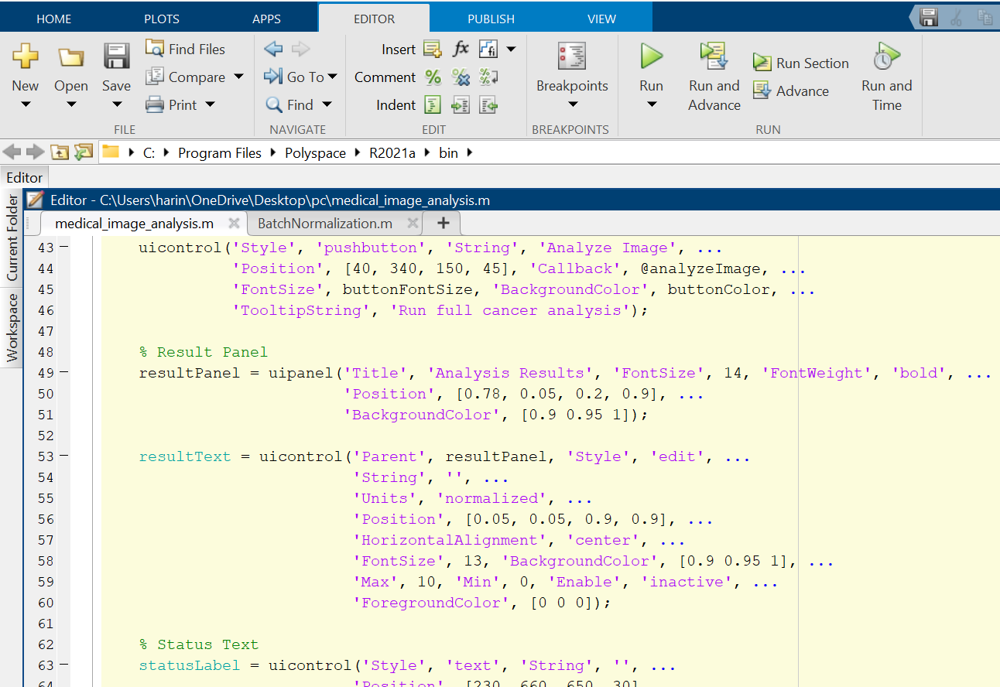 HOME PLOTS APPS EDITOR PUBLISH VIEW
New Open Save Find Files Compare Print
FILE
Go To Find
NAVIGATE
Insert fx fi
Comment % % %
Indent
EDIT
Breakpoints
BREAKPOINTS
Run Run and Advance Run Section Advance Run and Time
RUN
C: Program Files Polyspace R2021a bin
Editor
Current Folder
Workspace
Editor - C:\Users\harin\OneDrive\Desktop\pc\medical_image_analysis.m
medical_image_analysis.m BatchNormalization.m +
43 uicontrol('Style', 'pushbutton', 'String', 'Analyze Image', ...
44 'Position', [40, 340, 150, 45], 'Callback', @analyzeImage, ...
45 'FontSize', buttonFontSize, 'BackgroundColor', buttonColor, ...
46 'TooltipString', 'Run full cancer analysis');
47
48 % Result Panel
49 resultPanel = uipanel('Title', 'Analysis Results', 'FontSize', 14, 'FontWeight', 'bold', ...
50 'Position', [0.78, 0.05, 0.2, 0.9], ...
51 'BackgroundColor', [0.9 0.95 1]);
52
53 resultText = uicontrol('Parent', resultPanel, 'Style', 'edit', ...
54 'String', '', ...
55 'Units', 'normalized', ...
56 'Position', [0.05, 0.05, 0.9, 0.9], ...
57 'HorizontalAlignment', 'center', ...
58 'FontSize', 13, 'BackgroundColor', [0.9 0.95 1], ...
59 'Max', 10, 'Min', 0, 'Enable', 'inactive', ...
60 'ForegroundColor', [0 0 0]);
61
62 % Status Text
63 statusLabel = uicontrol('Style', 'text', 'String', '', ...
64 'Position', [230, 660, 650, 30]